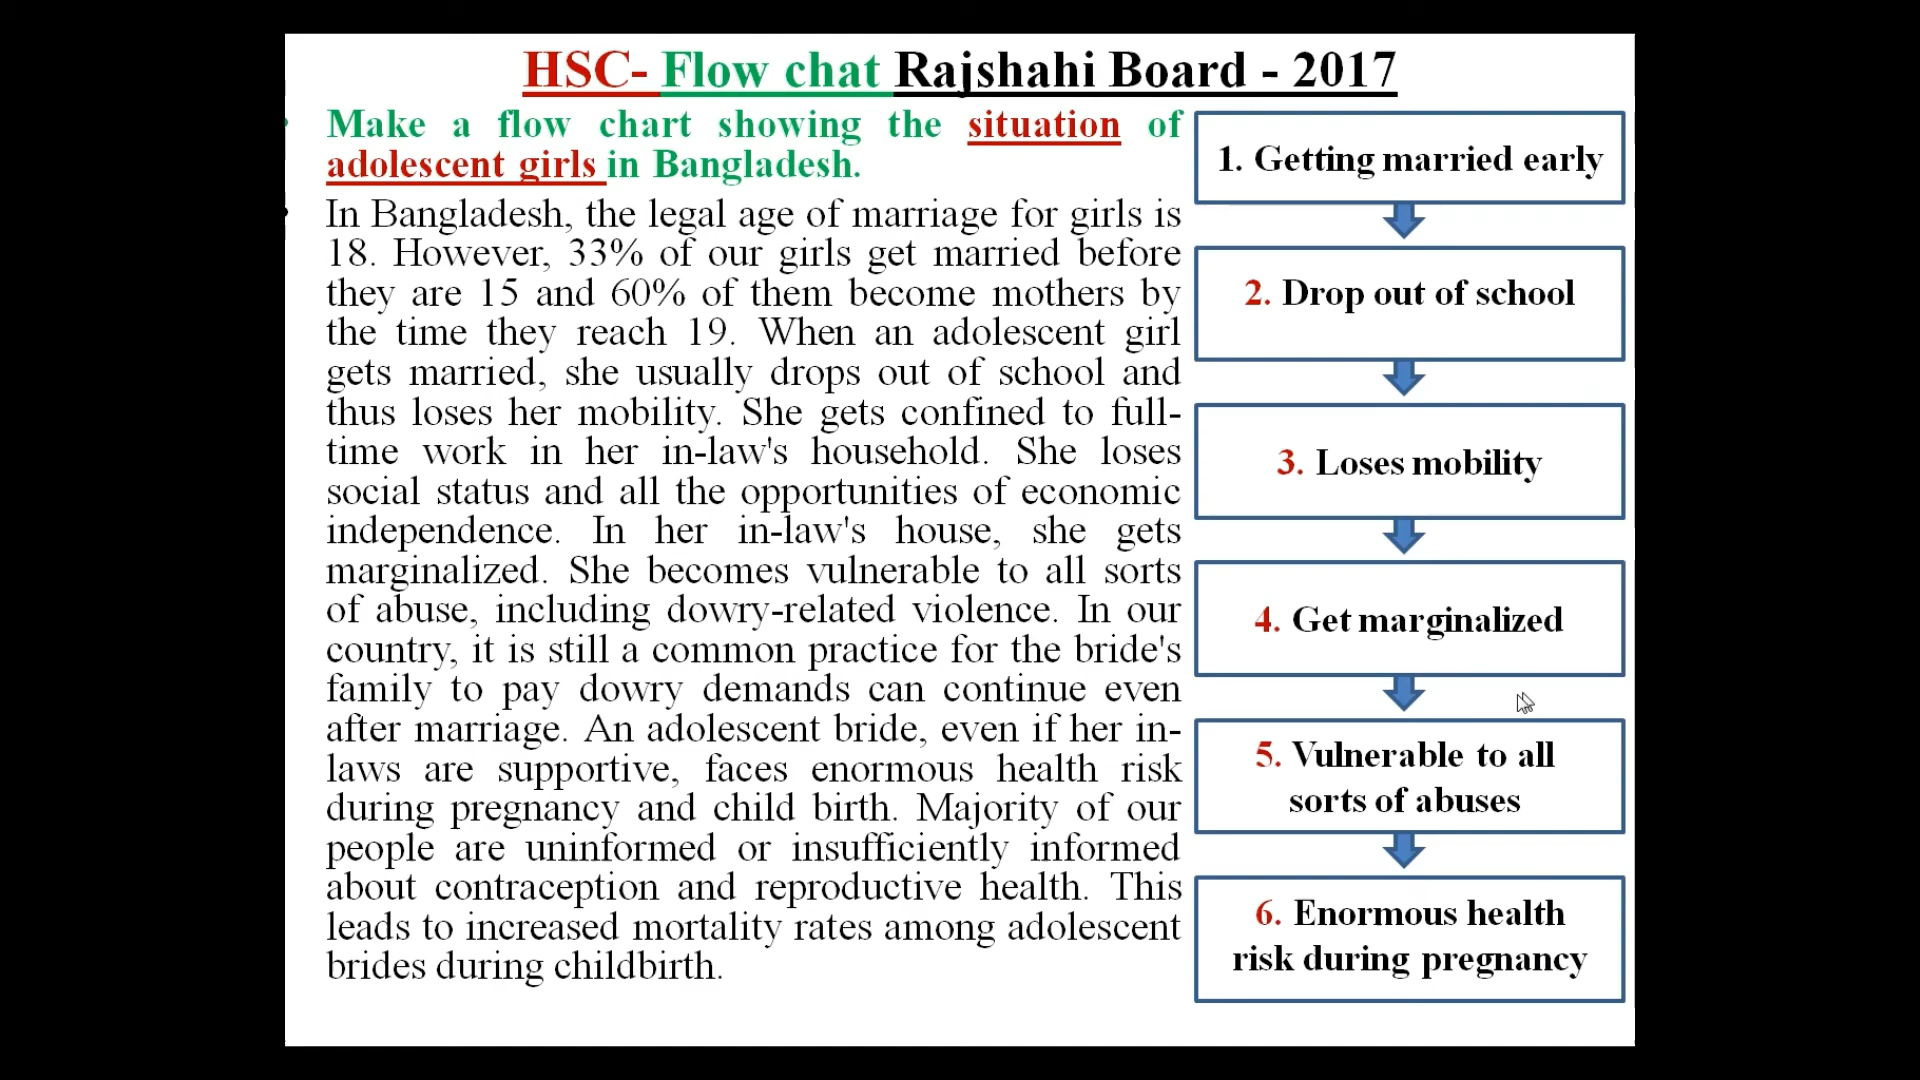 HSC- Flow chat Rajshahi Board - 2017
Make a flow chart showing the situation of
adolescent girls in Bangladesh.
In Bangladesh, the legal age of marriage for girls is
18. However, 33% of our girls get married before
they are 15 and 60% of them become mothers by
the time they reach 19. When an adolescent girl
gets married, she usually drops out of school and
thus loses her mobility. She gets confined to full-
time work in her in-law's household. She loses
social status and all the opportunities of economic
independence. In her in-law's house, she gets
marginalized. She becomes vulnerable to all sorts
of abuse, including dowry-related violence. In our
country, it is still a common practice for the bride's
family to pay dowry demands can continue even
after marriage. An adolescent bride, even if her in-
laws are supportive, faces enormous health risk
during pregnancy and child birth. Majority of our
people are uninformed or insufficiently informed
about contraception and reproductive health. This
leads to increased mortality rates among adolescent
brides during childbirth.
1. Getting married early
2. Drop out of school
3. Loses mobility
4. Get marginalized
5. Vulnerable to all
sorts of abuses
6. Enormous health
risk during pregnancy